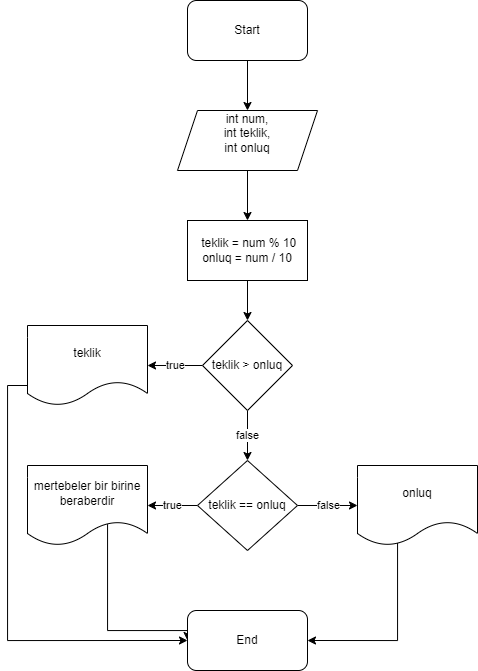 Start
int num,
int teklik,
int onluq
teklik = num % 10
onluq = num / 10
teklik
true
teklik > onluq
false
mertebeler bir birine
beraberdir
true
teklik == onluq
false
onluq
End